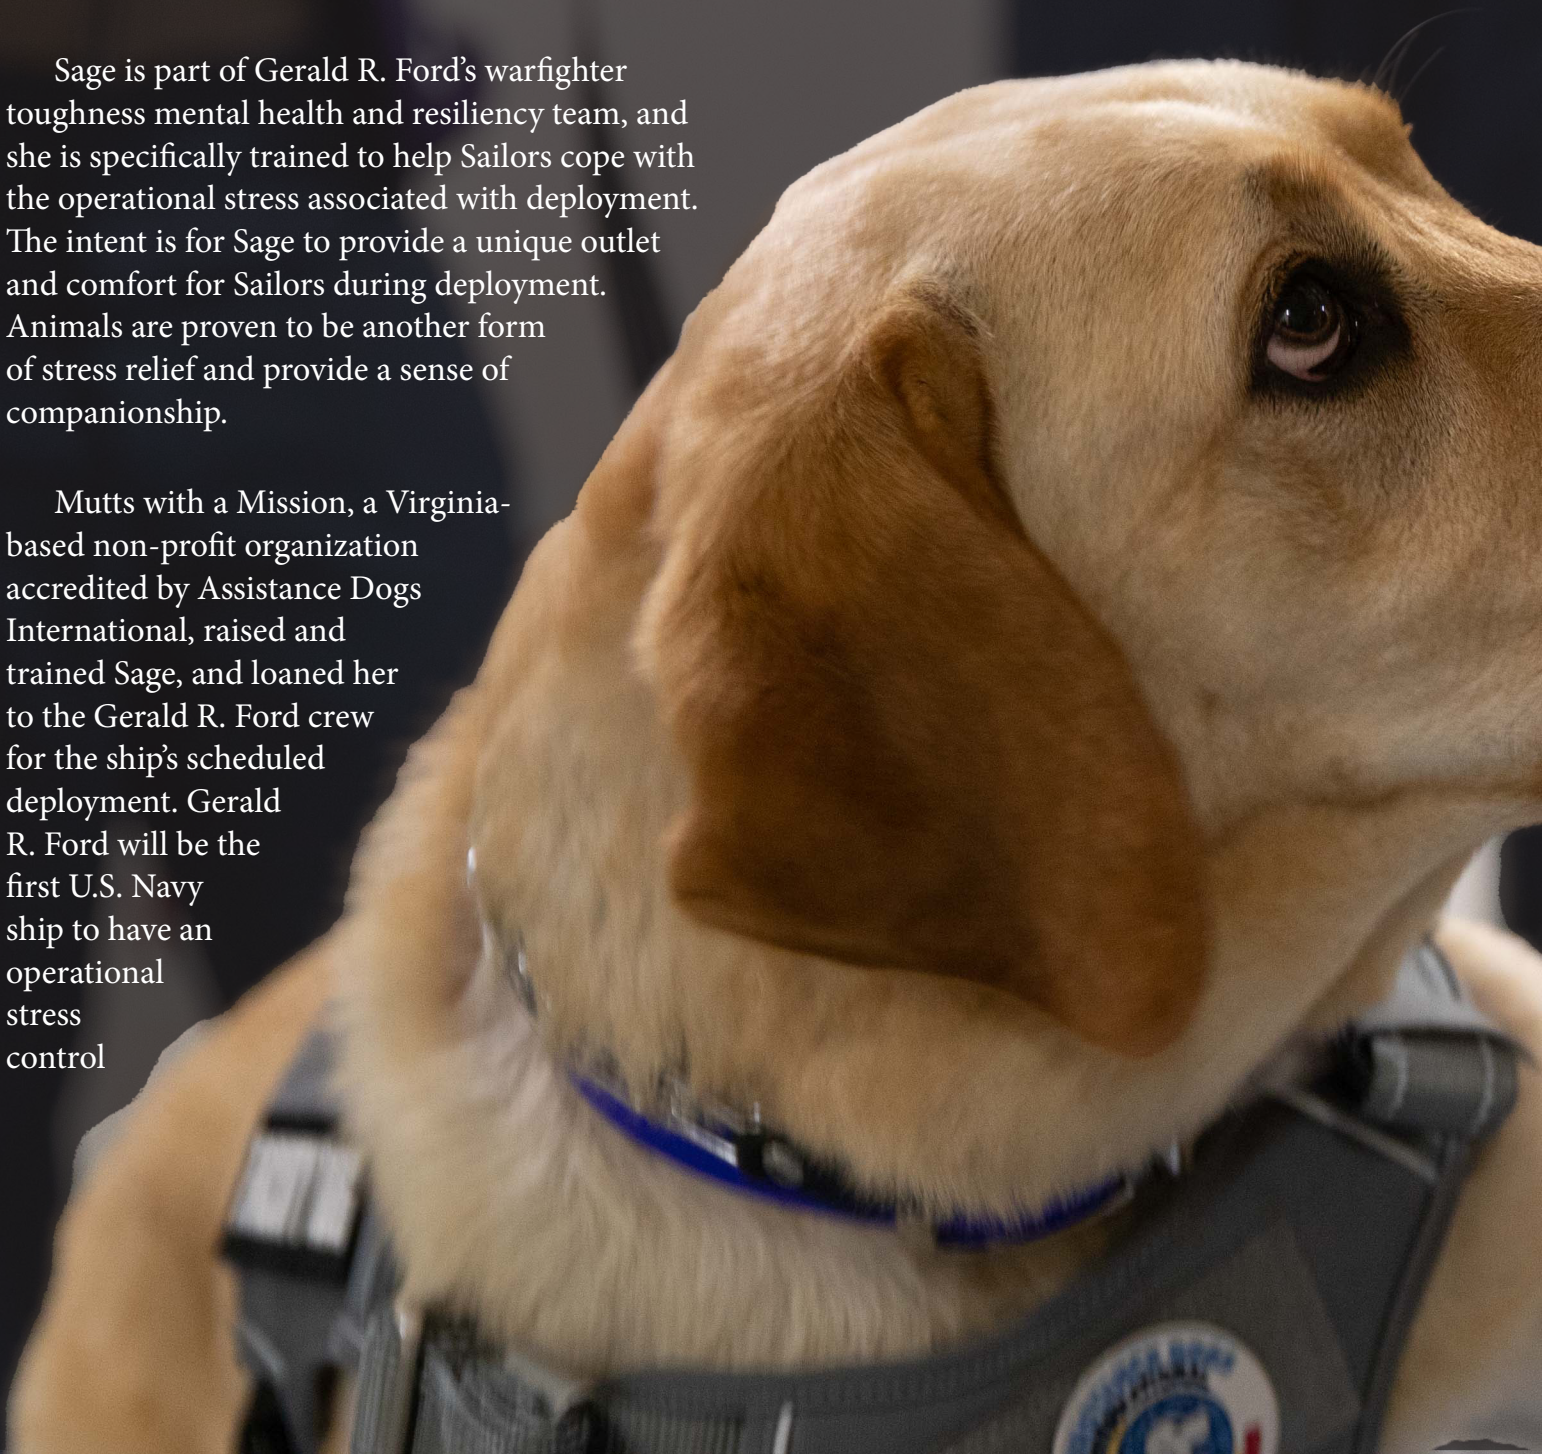 Sage is part of Gerald R. Ford’s warfighter
toughness mental health and resiliency team, and
she is specifically trained to help Sailors cope with
the operational stress associated with deployment.
The intent is for Sage to provide a unique outlet
and comfort for Sailors during deployment.
Animals are proven to be another form
of stress relief and provide a sense of
companionship.
Mutts with a Mission, a Virginia-
based non-profit organization
accredited by Assistance Dogs
International, raised and
trained Sage, and loaned her
to the Gerald R. Ford crew
for the ship’s scheduled
deployment. Gerald
R. Ford will be the
first U.S. Navy
ship to have an
operational
stress
control